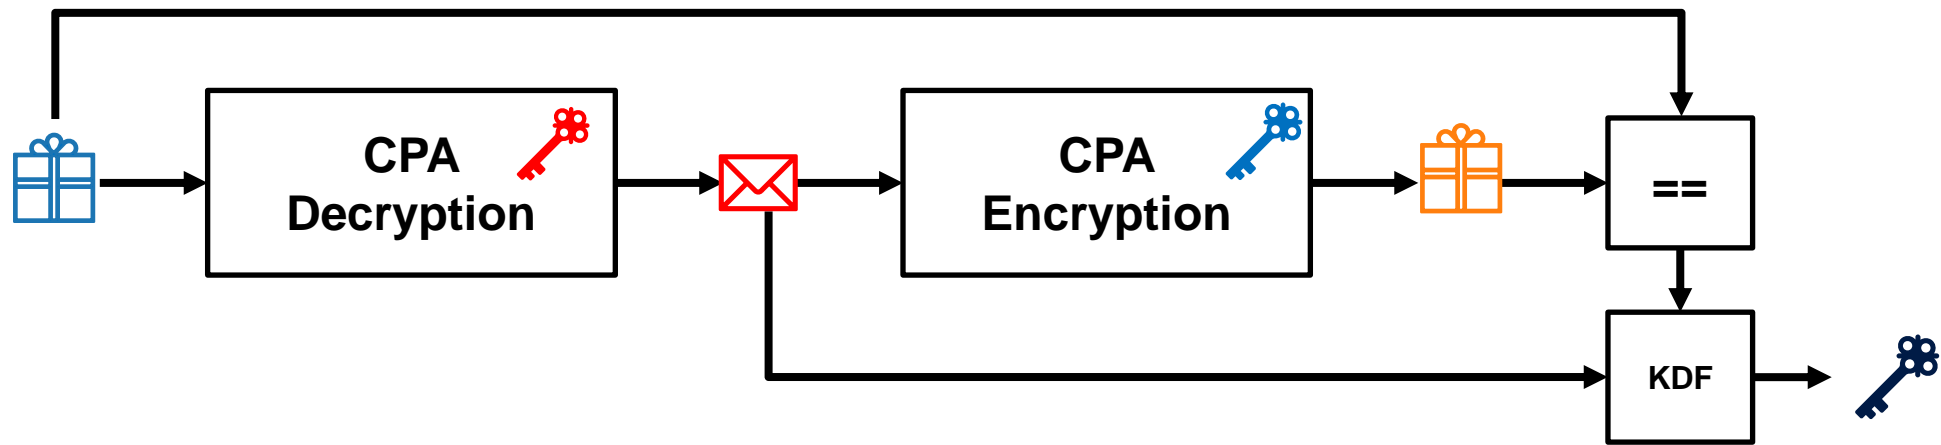 CPA
Decryption
CPA
Encryption
==
KDF